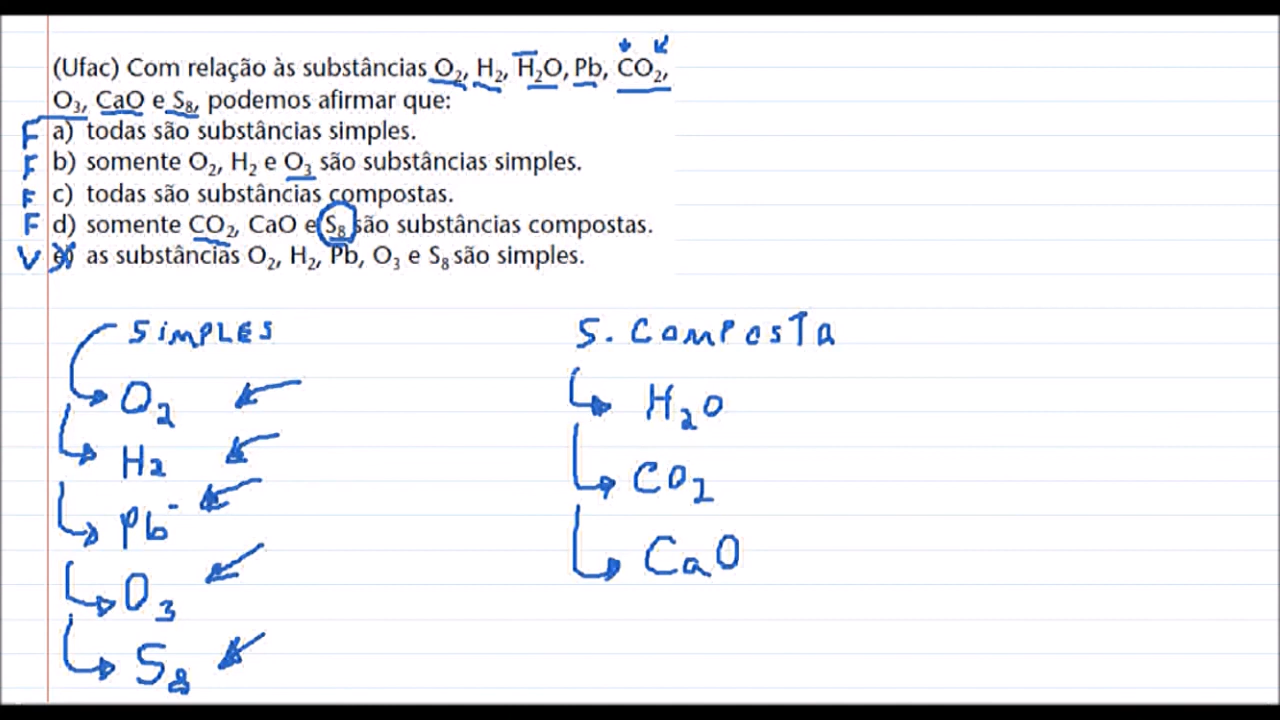 (Ufac) Com relação às substâncias O₂, H₂, H₂O, Pb, CO₂,
O₃, CaO e S₈, podemos afirmar que:
F a) todas são substâncias simples.
F b) somente O₂, H₂ e O₃ são substâncias simples.
F c) todas são substâncias compostas.
F d) somente CO₂, CaO e S₈ são substâncias compostas.
V e) as substâncias O₂, H₂, Pb, O₃ e S₈ são simples.
SiMPLES
O₂
H₂
Pb
O₃
S₈
S. COMPOSTA
H₂O
CO₂
CaO